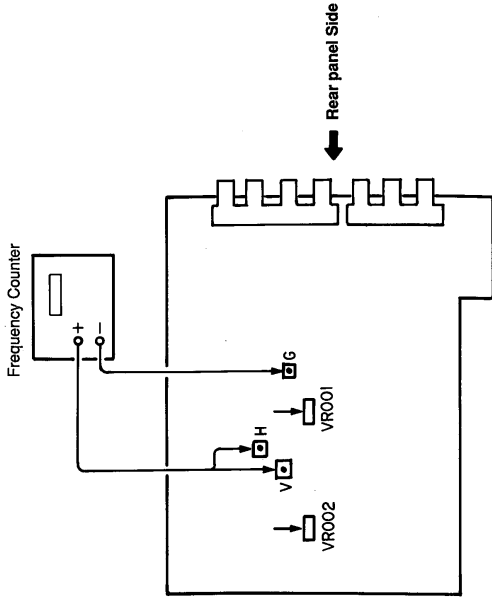 Frequency Counter
+
−
Rear panel Side
G
VR001
H
V
VR002